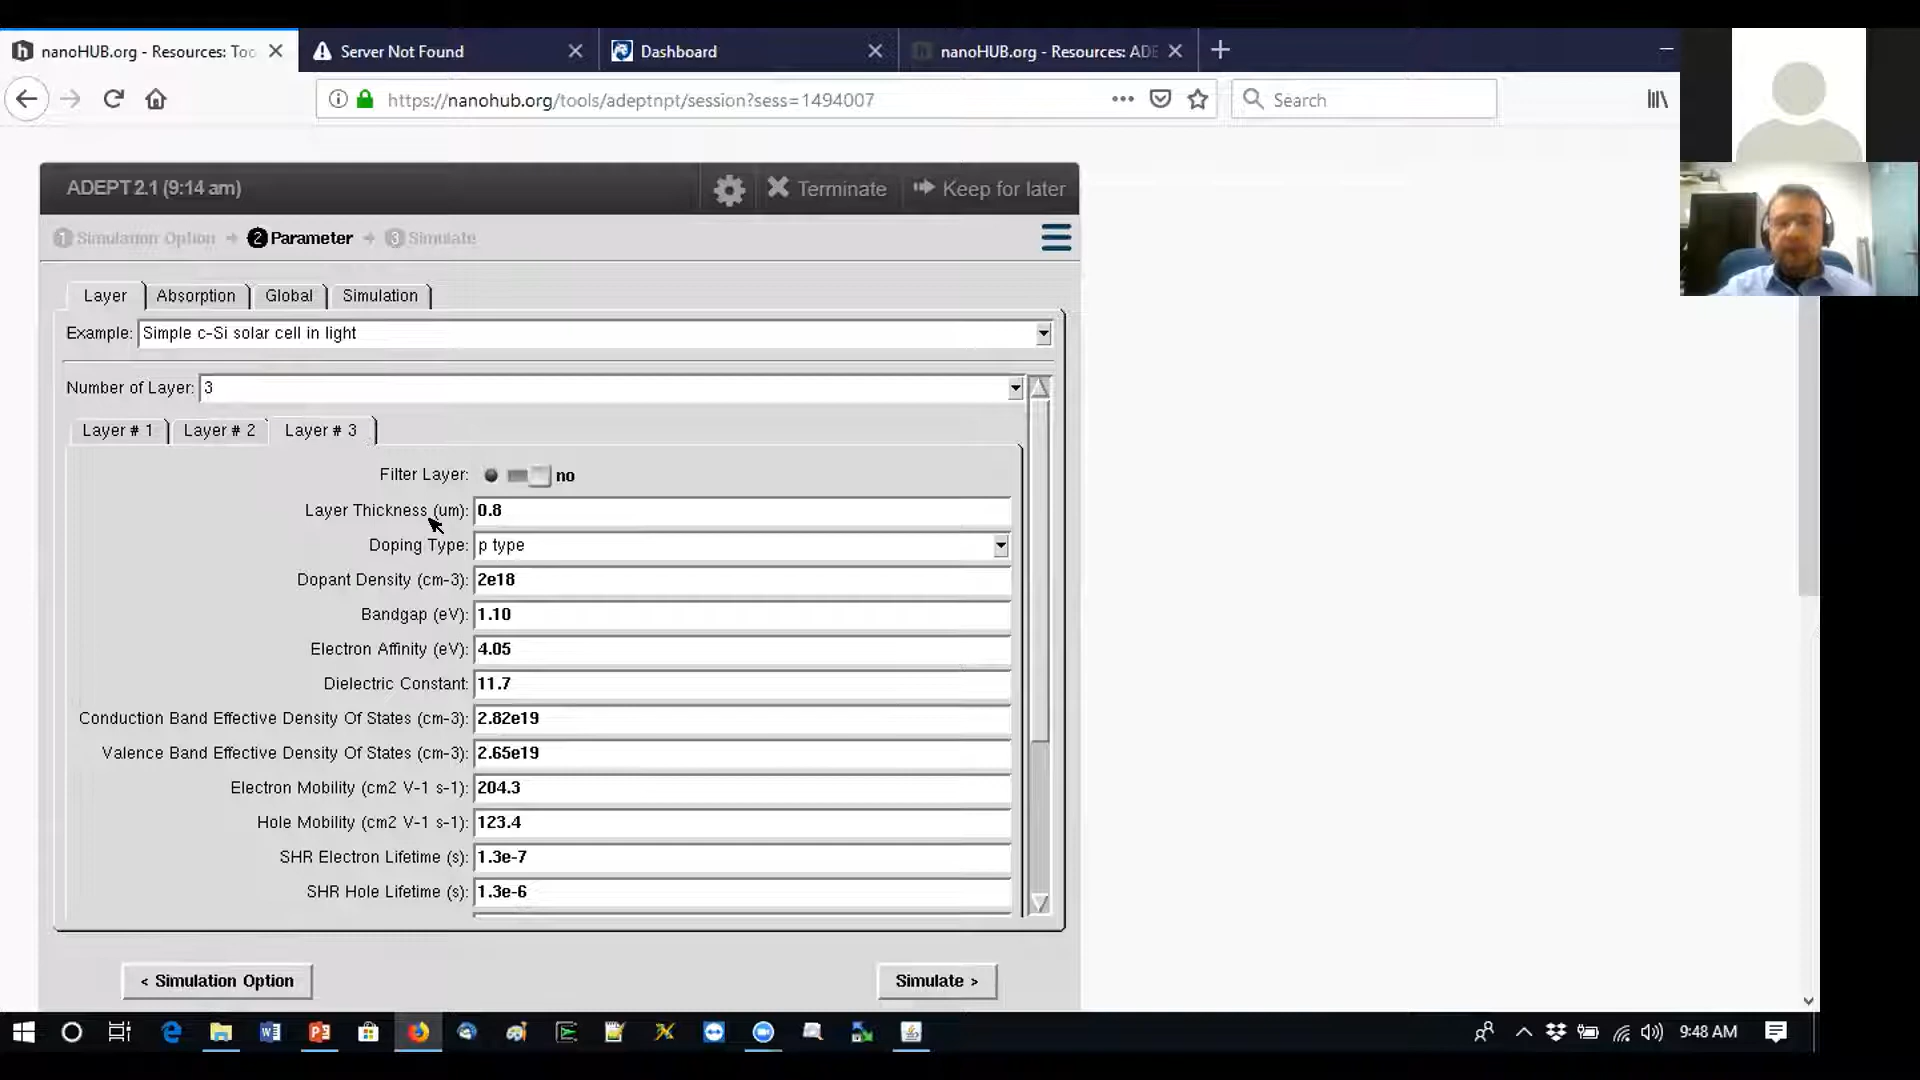 nanoHUB.org - Resources: Too
Server Not Found
Dashboard
nanoHUB.org - Resources: ADE
https://nanohub.org/tools/adeptnpt/session?sess=1494007
Search
ADEPT 2.1 (9:14 am)
Terminate
Keep for later
1 Simulation Option
2 Parameter
3 Simulate
Layer
Absorption
Global
Simulation
Example: Simple c-Si solar cell in light
Number of Layer: 3
Layer # 1
Layer # 2
Layer # 3
Filter Layer: no
Layer Thickness (um): 0.8
Doping Type: p type
Dopant Density (cm-3): 2e18
Bandgap (eV): 1.10
Electron Affinity (eV): 4.05
Dielectric Constant: 11.7
Conduction Band Effective Density Of States (cm-3): 2.82e19
Valence Band Effective Density Of States (cm-3): 2.65e19
Electron Mobility (cm2 V-1 s-1): 204.3
Hole Mobility (cm2 V-1 s-1): 123.4
SHR Electron Lifetime (s): 1.3e-7
SHR Hole Lifetime (s): 1.3e-6
< Simulation Option
Simulate >
9:48 AM